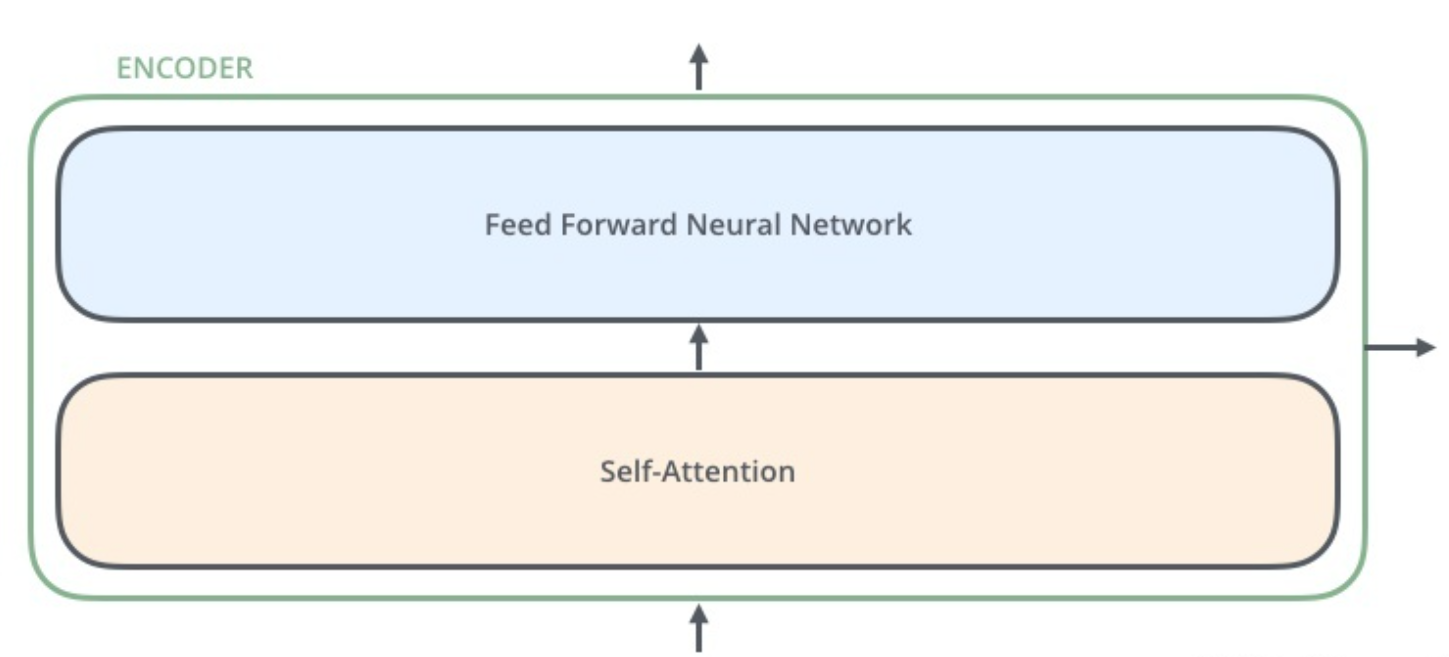 ENCODER
Feed Forward Neural Network
Self-Attention